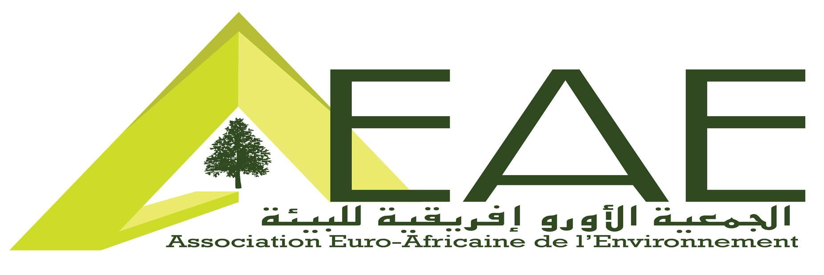 AEAE
الجمعية الأورو إفريقية للبيئة
Association Euro-Africaine de l'Environnement